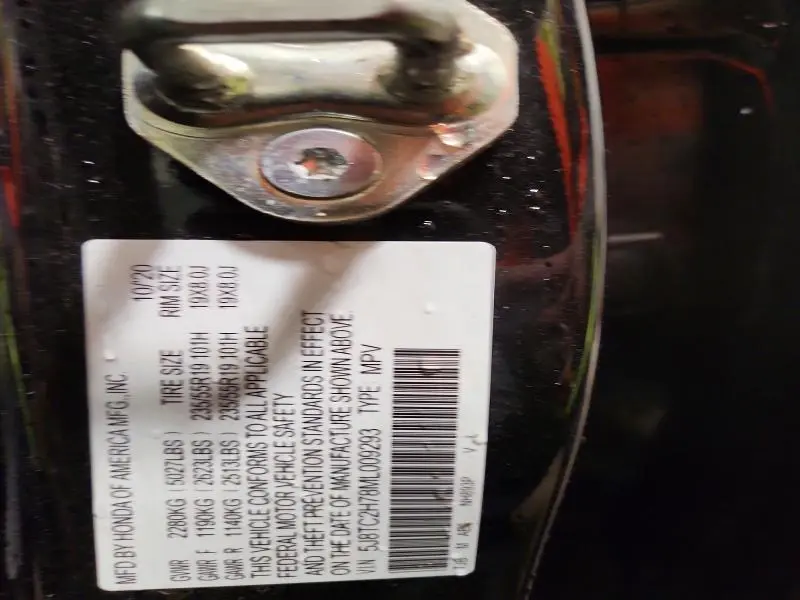 MFD BY HONDA OF AMERICA MFG., INC. 10/'20
GVWR 2280KG ( 5027LBS ) TIRE SIZE RIM SIZE
GAWR F 1190KG ( 2623LBS ) 235/55R19 101H 19X8.0J
GAWR R 1140KG ( 2513LBS ) 235/55R19 101H 19X8.0J
THIS VEHICLE CONFORMS TO ALL APPLICABLE
FEDERAL MOTOR VEHICLE SAFETY
AND THEFT PREVENTION STANDARDS IN EFFECT
ON THE DATE OF MANUFACTURE SHOWN ABOVE.
VIN 5J8TC2H78ML009293 TYPE MPV